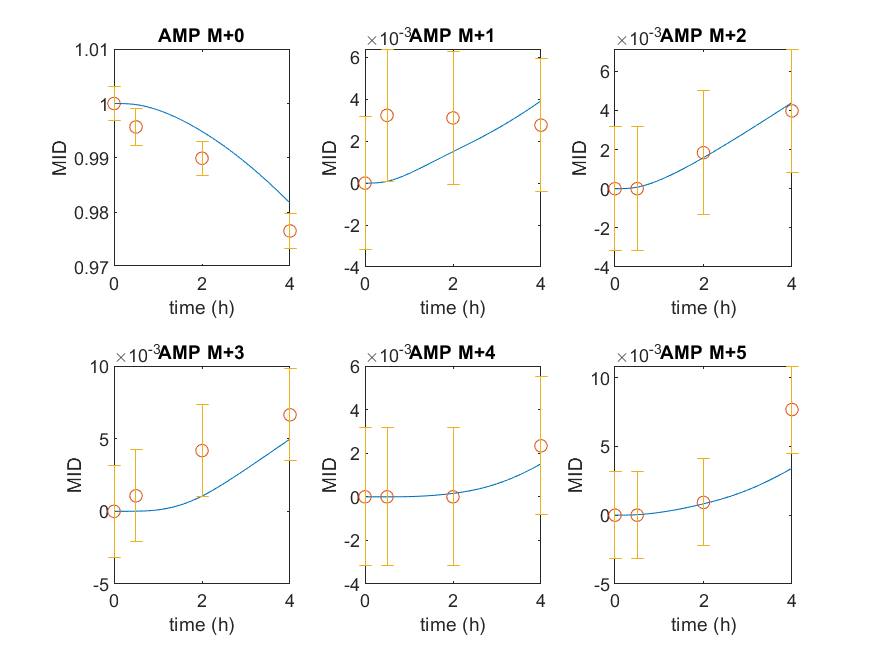 AMP M+0
1.01
1
0.99
0.98
0.97
MID
0 2 4
time (h)
×10-3 AMP M+1
6
4
2
0
-2
-4
MID
0 2 4
time (h)
×10-3 AMP M+2
6
4
2
0
-2
-4
MID
0 2 4
time (h)
×10-3 AMP M+3
10
5
0
-5
MID
0 2 4
time (h)
×10-3 AMP M+4
6
4
2
0
-2
-4
MID
0 2 4
time (h)
×10-3 AMP M+5
10
5
0
-5
MID
0 2 4
time (h)